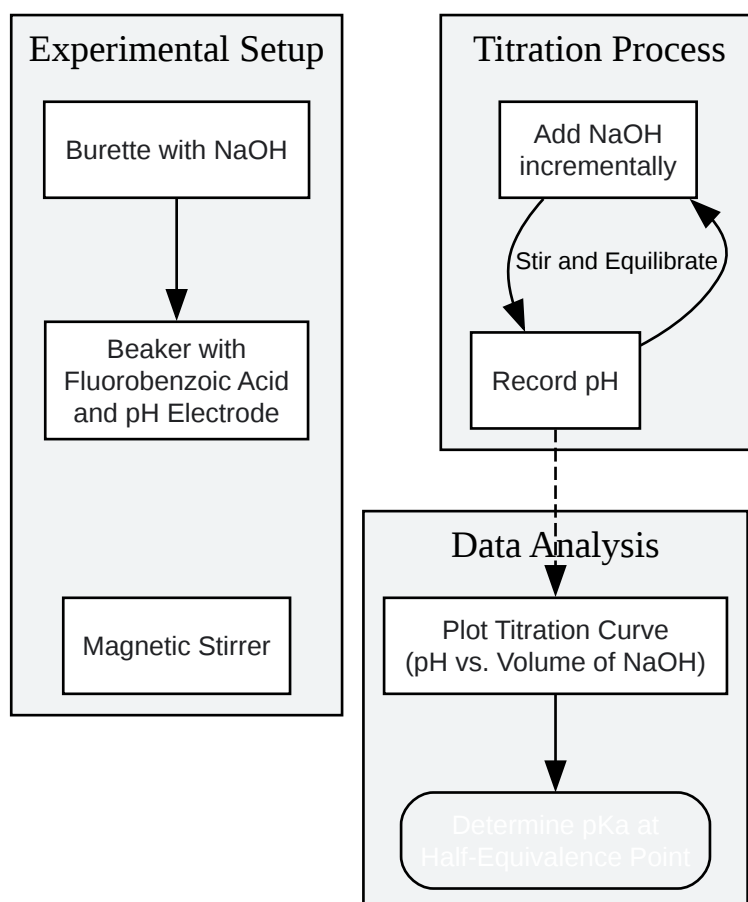 Experimental Setup
Burette with NaOH
Beaker with
Fluorobenzoic Acid
and pH Electrode
Magnetic Stirrer
Titration Process
Add NaOH
incrementally
Stir and Equilibrate
Record pH
Data Analysis
Plot Titration Curve
(pH vs. Volume of NaOH)
Determine pKa at
Half-Equivalence Point